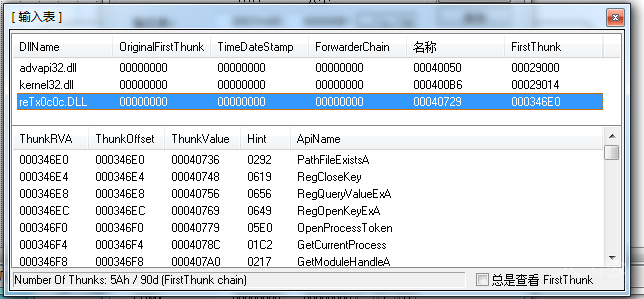 [ 输入表 ]
DllName OriginalFirstThunk TimeDateStamp ForwarderChain 名称 FirstThunk
advapi32.dll 00000000 00000000 00000000 00040050 00029000
kernel32.dll 00000000 00000000 00000000 000400B6 00029014
reTx0c0c.DLL 00000000 00000000 00000000 00040729 000346E0
ThunkRVA ThunkOffset ThunkValue Hint ApiName
000346E0 000346E0 00040736 0292 PathFileExistsA
000346E4 000346E4 00040748 0619 RegCloseKey
000346E8 000346E8 00040756 0656 RegQueryValueExA
000346EC 000346EC 00040769 0649 RegOpenKeyExA
000346F0 000346F0 00040779 05E0 OpenProcessToken
000346F4 000346F4 0004078C 01C2 GetCurrentProcess
000346F8 000346F8 000407A0 0217 GetModuleHandleA
Number Of Thunks: 5Ah / 90d (FirstThunk chain) 总是查看 FirstThunk